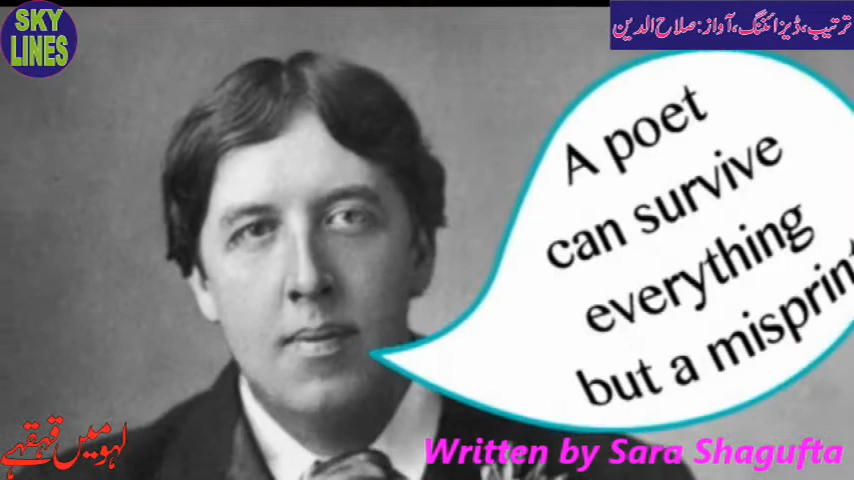 SKY
LINES
ترتیب،ڈیزائننگ،آواز:صلاح الدین
A poet
can survive
everything
but a misprint
لہو میں قہقہے
Written by Sara Shagufta